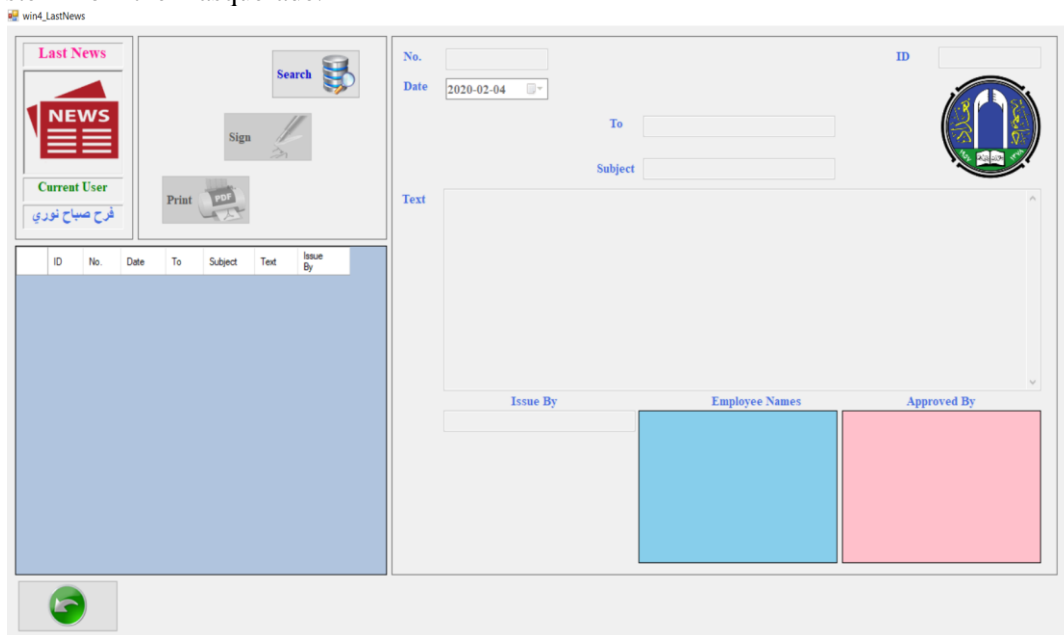 win4_LastNews
Last News
NEWS
Current User
فرح صباح نوري
Search
Sign
Print
PDF
No.
ID
Date
2020-02-04
To
Subject
Text
ID No. Date To Subject Text Issue By
Issue By
Employee Names
Approved By